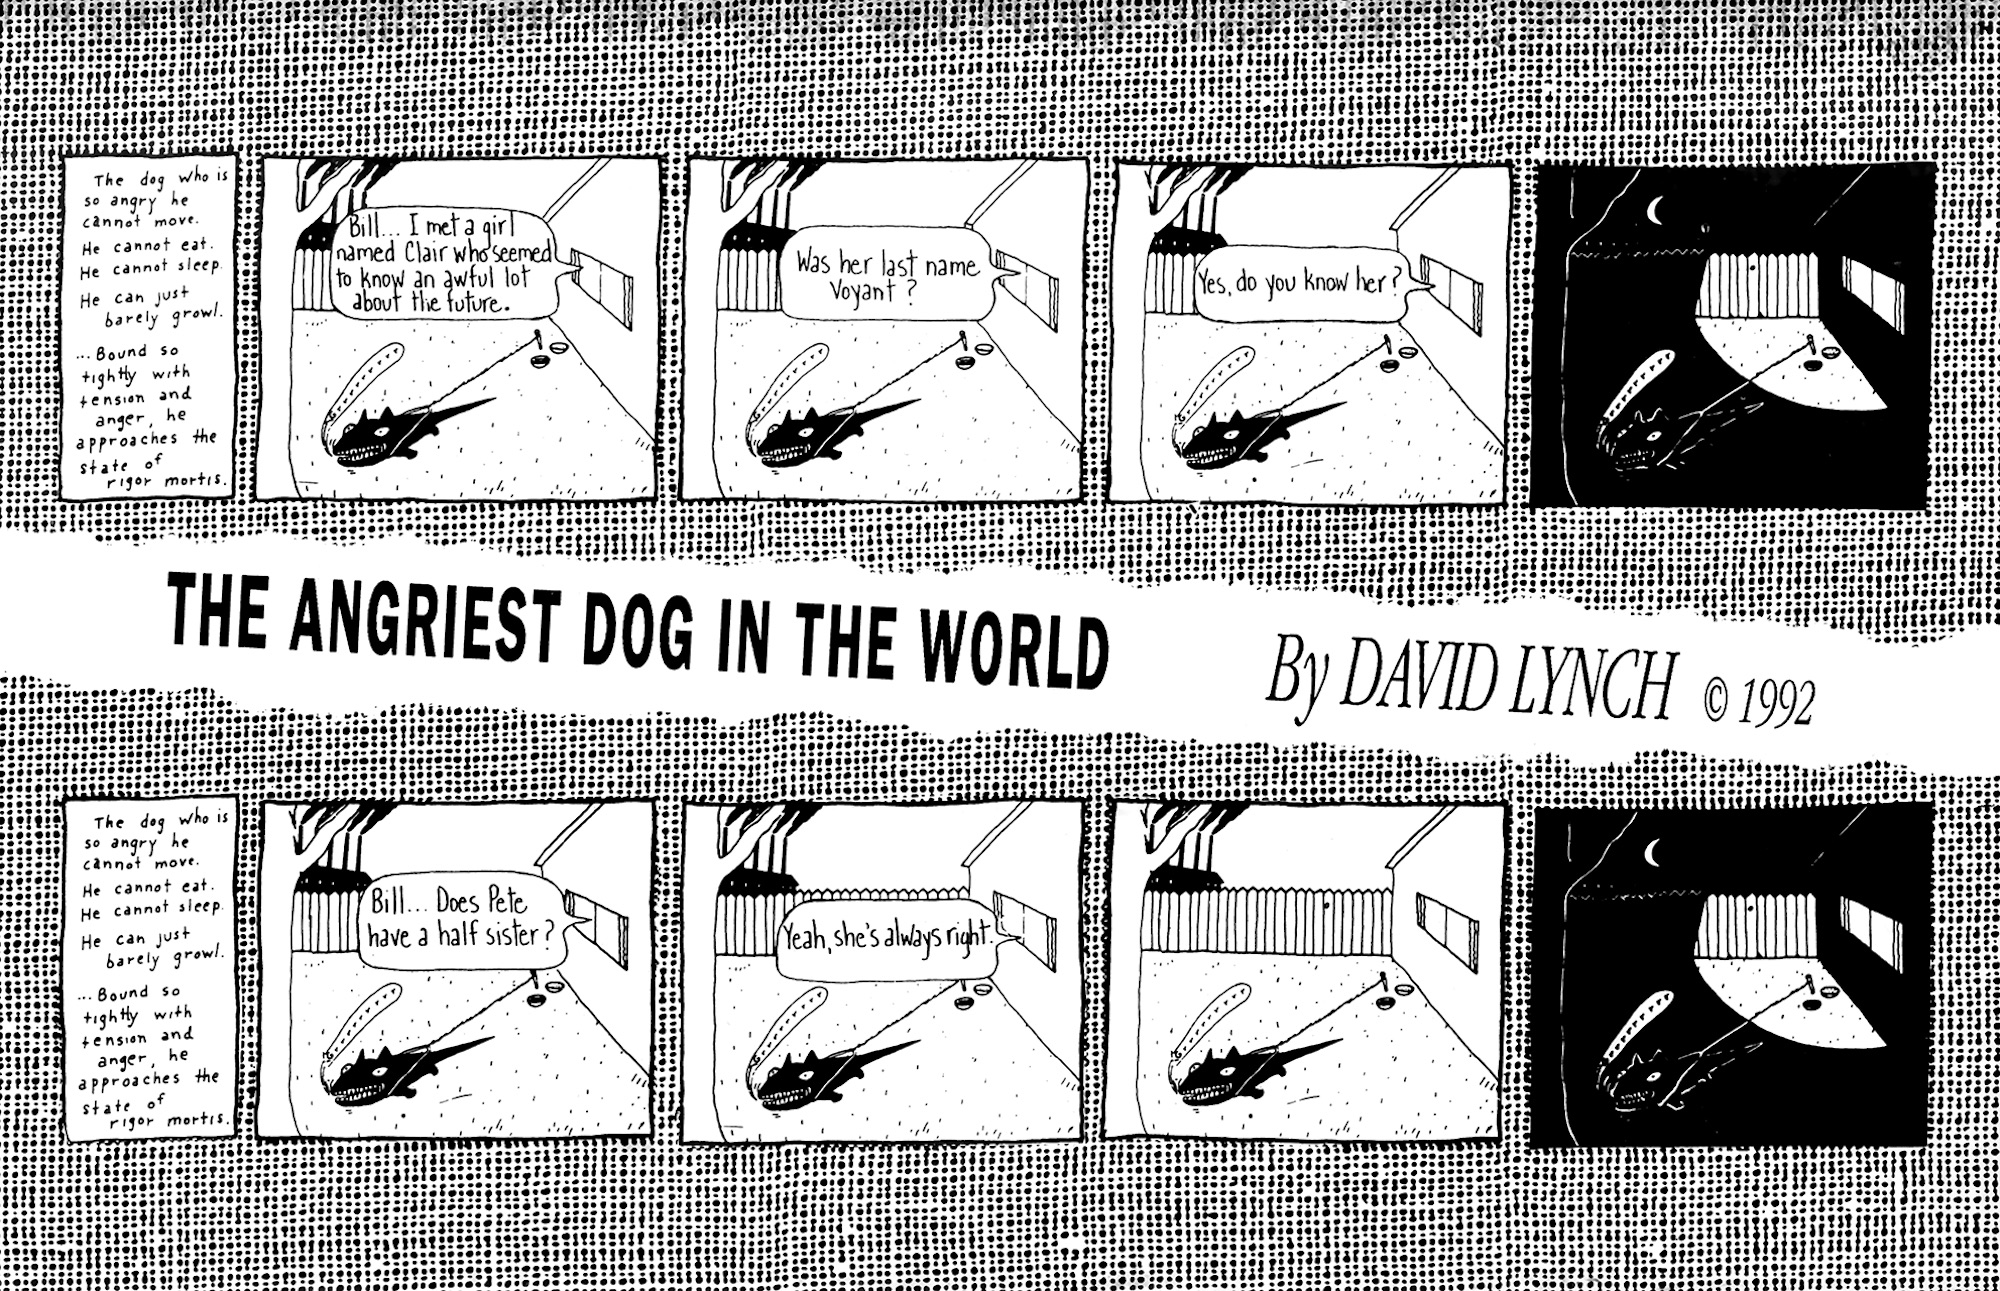 The dog who is
so angry he
cannot move.
He cannot eat.
He cannot sleep.
He can just
barely growl.
...Bound so
tightly with
tension and
anger, he
approaches the
state of
rigor mortis.
Bill... I met a girl
named Clair who seemed
to know an awful lot
about the future.
Was her last name
Voyant?
Yes, do you know her?
THE ANGRIEST DOG IN THE WORLD
By DAVID LYNCH © 1992
The dog who is
so angry he
cannot move.
He cannot eat.
He cannot sleep.
He can just
barely growl.
...Bound so
tightly with
tension and
anger, he
approaches the
state of
rigor mortis.
Bill... Does Pete
have a half sister?
Yeah, she's always right.